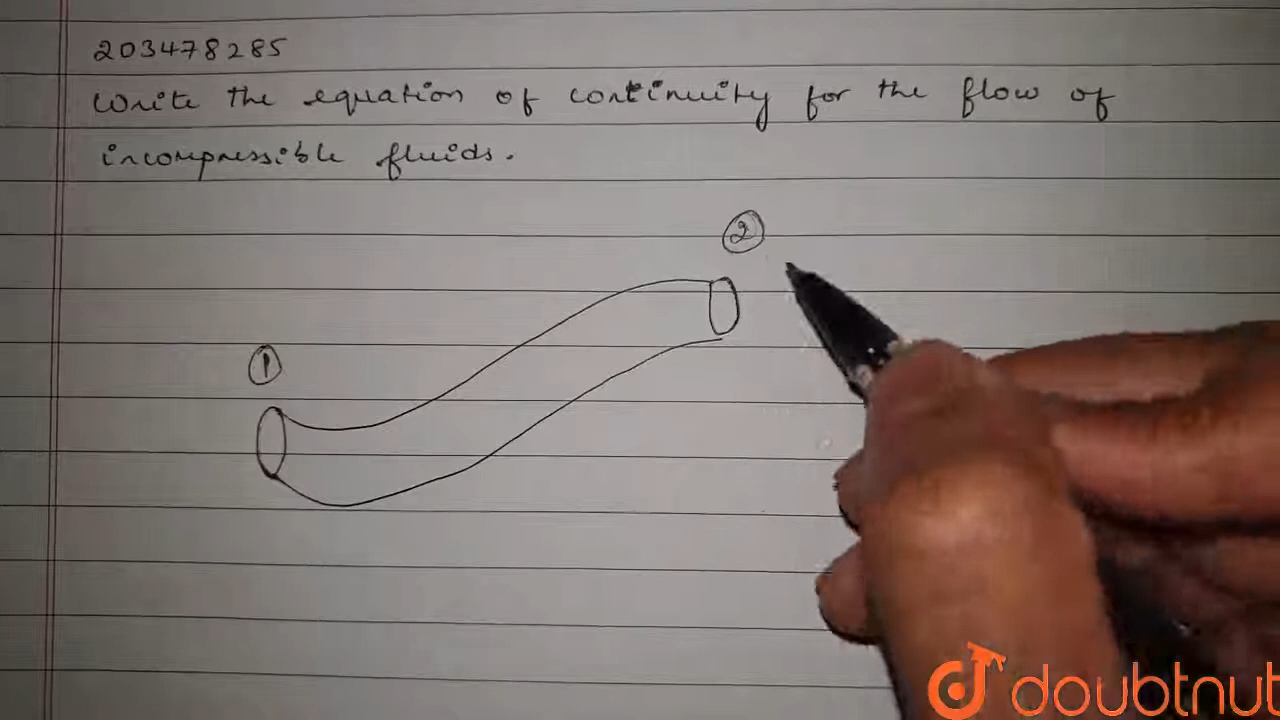 203478285
Write the equation of continuity for the flow of
incompressible fluids.
2
1
doubtnut